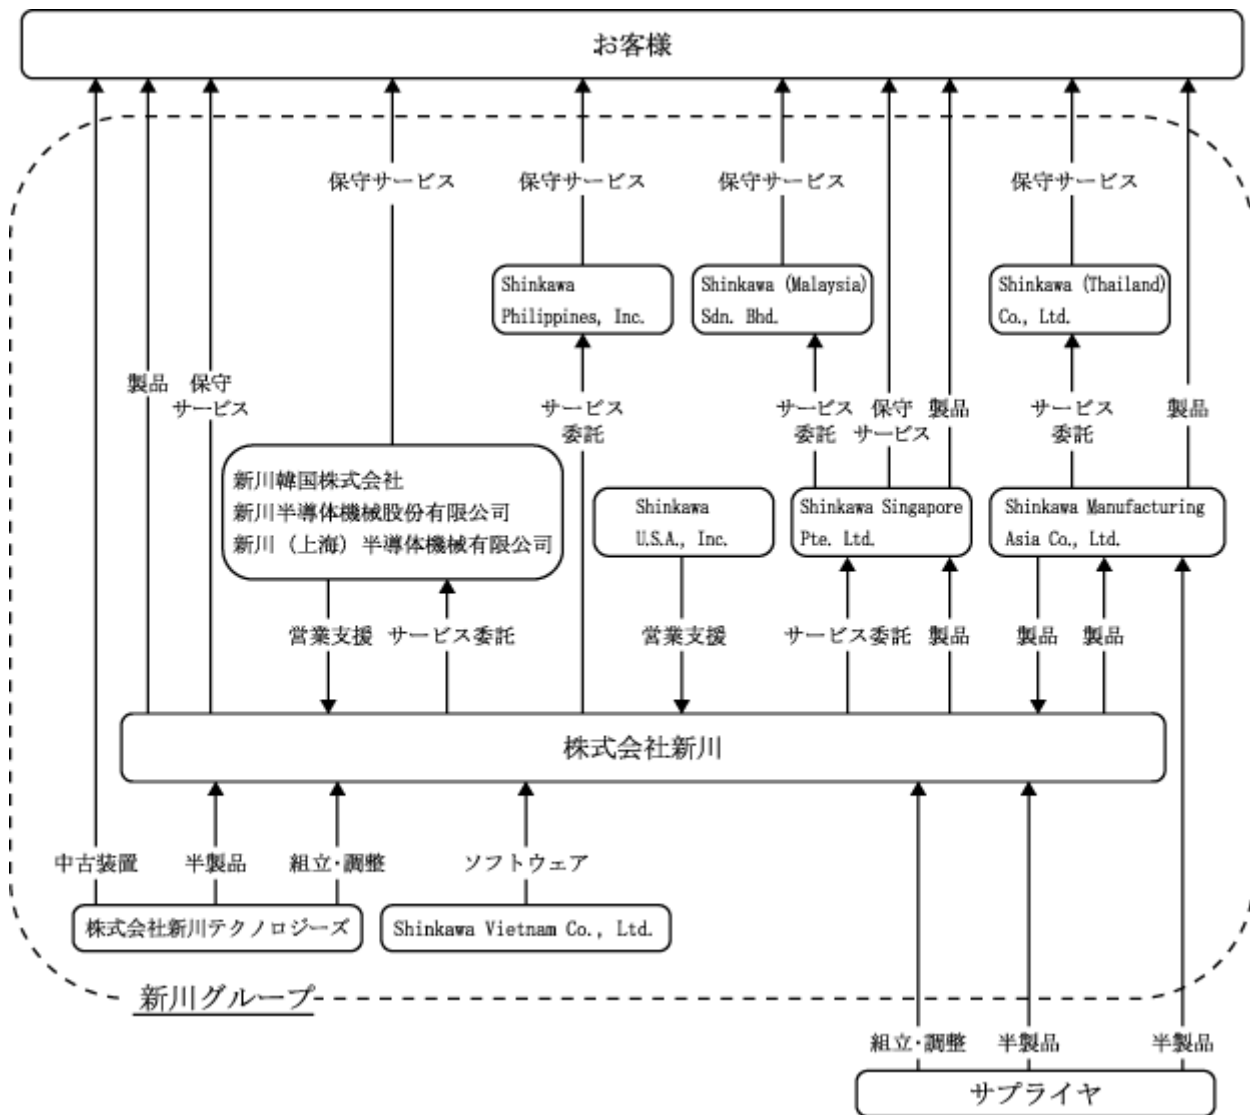 お客様
保守サービス
保守サービス
保守サービス
保守サービス
Shinkawa
Philippines, Inc.
Shinkawa (Malaysia)
Sdn. Bhd.
Shinkawa (Thailand)
Co., Ltd.
製品
保守
サービス
サービス
委託
サービス
委託
保守
サービス
製品
サービス
委託
製品
新川韓国株式会社
新川半導体機械股份有限公司
新川（上海）半導体機械有限公司
Shinkawa
U.S.A., Inc.
Shinkawa Singapore
Pte. Ltd.
Shinkawa Manufacturing
Asia Co., Ltd.
営業支援
サービス委託
営業支援
サービス委託
製品
製品
製品
株式会社新川
中古装置
半製品
組立・調整
ソフトウェア
株式会社新川テクノロジーズ
Shinkawa Vietnam Co., Ltd.
新川グループ
組立・調整
半製品
半製品
サプライヤ